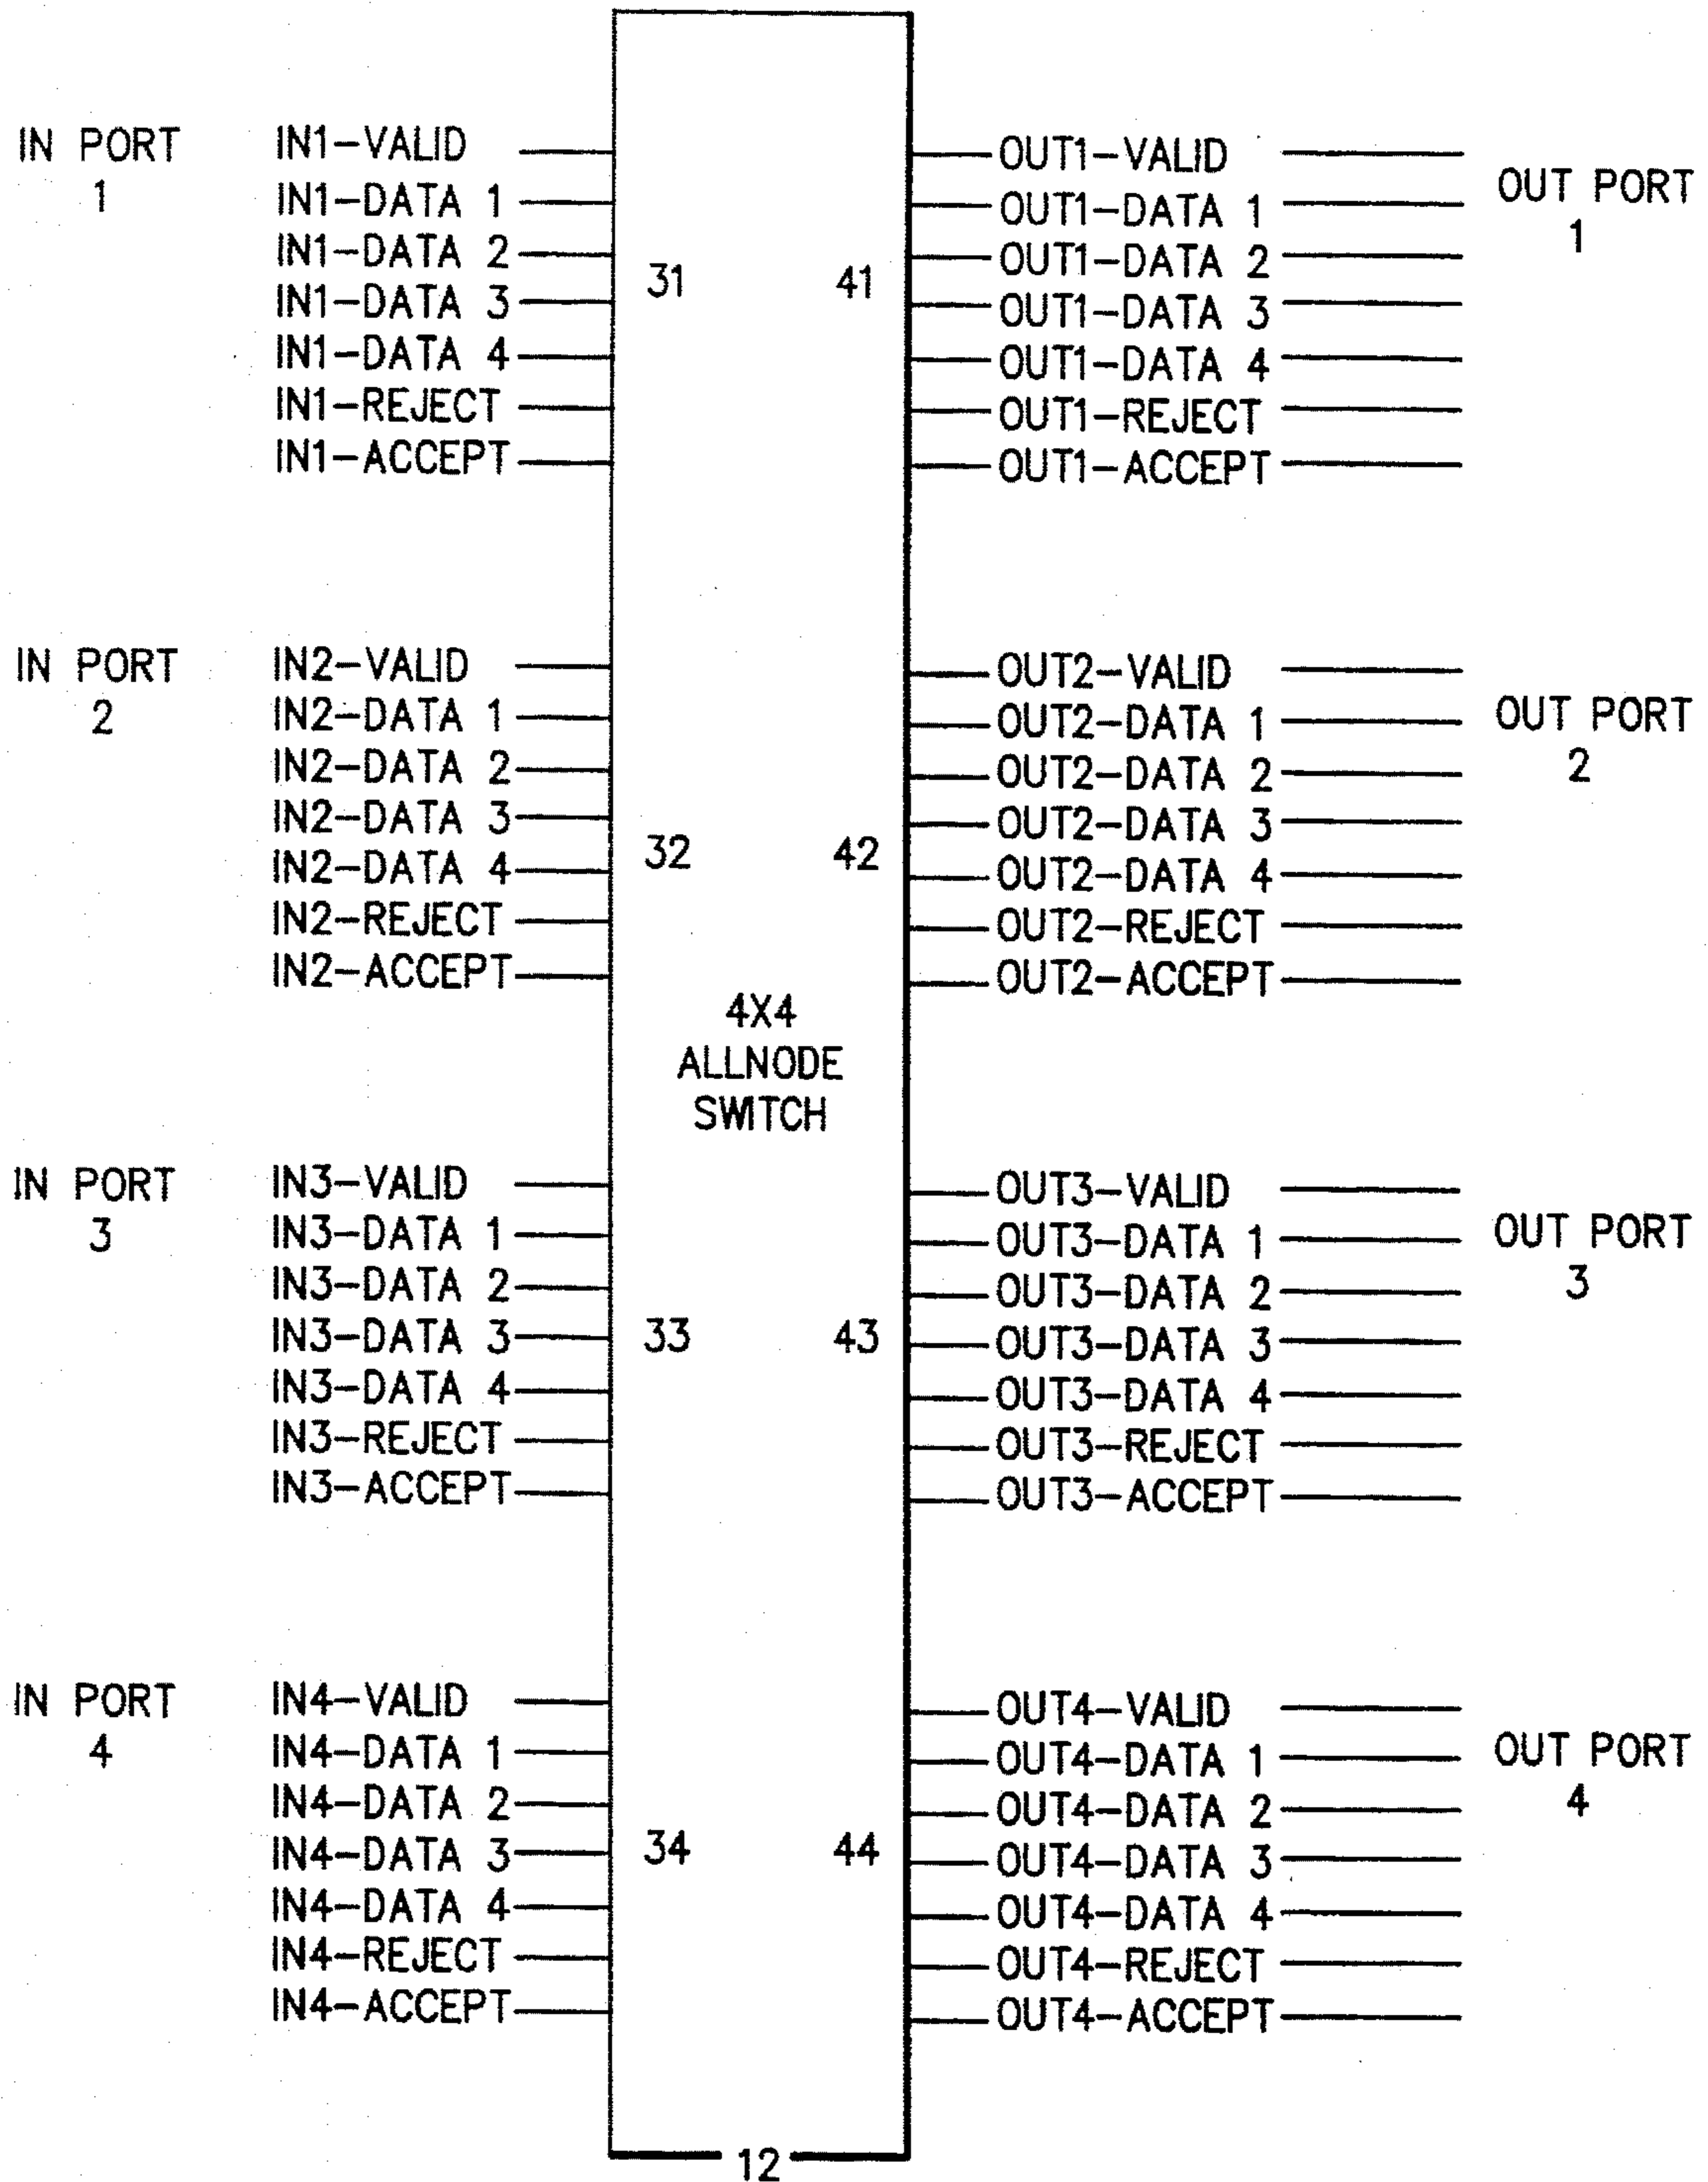 IN PORT
1
IN1-VALID
IN1-DATA 1
IN1-DATA 2
IN1-DATA 3
IN1-DATA 4
IN1-REJECT
IN1-ACCEPT
31
41
OUT1-VALID
OUT1-DATA 1
OUT1-DATA 2
OUT1-DATA 3
OUT1-DATA 4
OUT1-REJECT
OUT1-ACCEPT
OUT PORT
1
IN PORT
2
IN2-VALID
IN2-DATA 1
IN2-DATA 2
IN2-DATA 3
IN2-DATA 4
IN2-REJECT
IN2-ACCEPT
32
42
OUT2-VALID
OUT2-DATA 1
OUT2-DATA 2
OUT2-DATA 3
OUT2-DATA 4
OUT2-REJECT
OUT2-ACCEPT
OUT PORT
2
4X4
ALLNODE
SWITCH
IN PORT
3
IN3-VALID
IN3-DATA 1
IN3-DATA 2
IN3-DATA 3
IN3-DATA 4
IN3-REJECT
IN3-ACCEPT
33
43
OUT3-VALID
OUT3-DATA 1
OUT3-DATA 2
OUT3-DATA 3
OUT3-DATA 4
OUT3-REJECT
OUT3-ACCEPT
OUT PORT
3
IN PORT
4
IN4-VALID
IN4-DATA 1
IN4-DATA 2
IN4-DATA 3
IN4-DATA 4
IN4-REJECT
IN4-ACCEPT
34
44
OUT4-VALID
OUT4-DATA 1
OUT4-DATA 2
OUT4-DATA 3
OUT4-DATA 4
OUT4-REJECT
OUT4-ACCEPT
OUT PORT
4
12